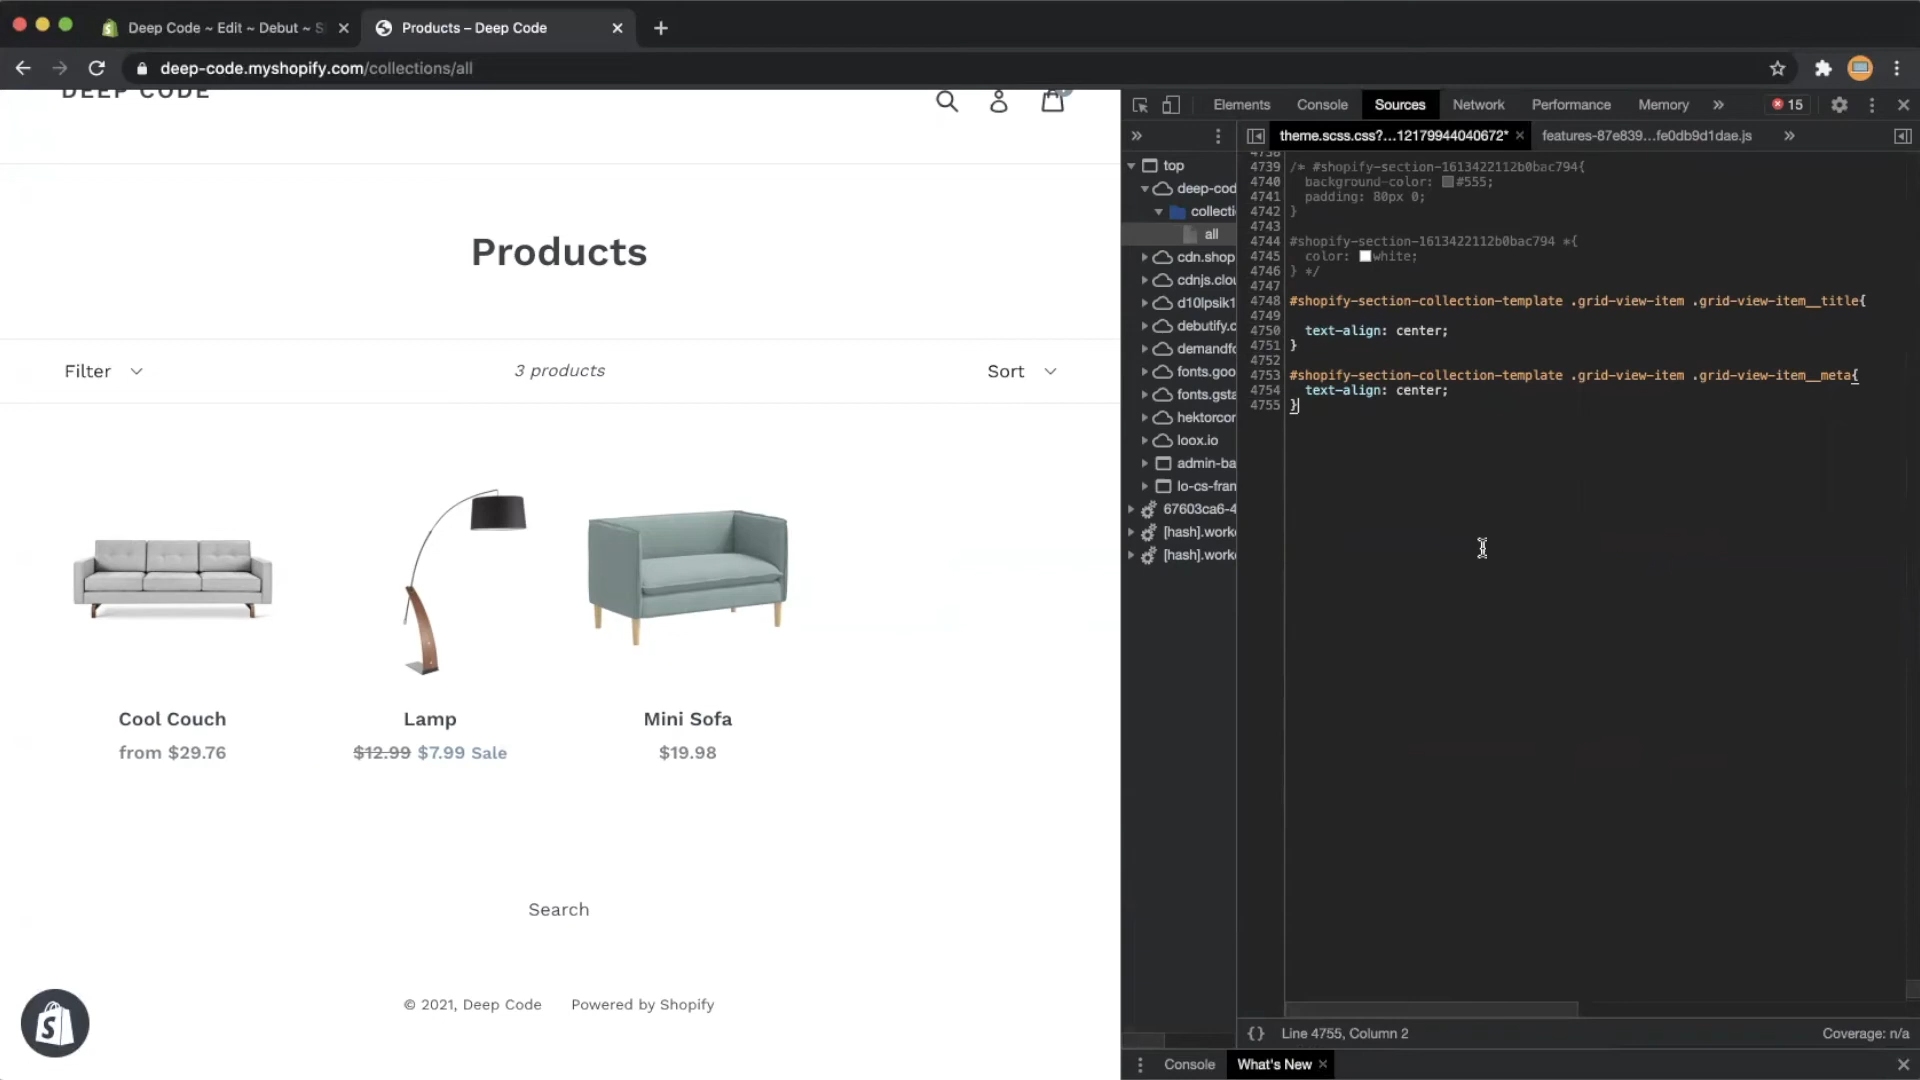 Deep Code ~ Edit ~ Debut ~ S
Products – Deep Code
deep-code.myshopify.com/collections/all
DEEP CODE
Products
Filter
3 products
Sort
Cool Couch
from $29.76
Lamp
$12.99 $7.99 Sale
Mini Sofa
$19.98
Search
© 2021, Deep Code
Powered by Shopify
Elements Console Sources Network Performance Memory » 15
» theme.scss.css?...12179944040672* × features-87e839...fe0db9d1dae.js »
top
deep-cod
collecti
all
cdn.shop
cdnjs.clou
d10lpsik1
debutify.c
demandfo
fonts.goo
fonts.gsta
hektorcor
loox.io
admin-ba
lo-cs-fran
67603ca6-4
[hash].worke
[hash].worke
4738
4739 /* #shopify-section-1613422112b0bac794{
4740 background-color: #555;
4741 padding: 80px 0;
4742 }
4743
4744 #shopify-section-1613422112b0bac794 *{
4745 color: white;
4746 } */
4747
4748 #shopify-section-collection-template .grid-view-item .grid-view-item__title{
4749
4750 text-align: center;
4751 }
4752
4753 #shopify-section-collection-template .grid-view-item .grid-view-item__meta{
4754 text-align: center;
4755 }
{} Line 4755, Column 2
Coverage: n/a
Console What's New ×